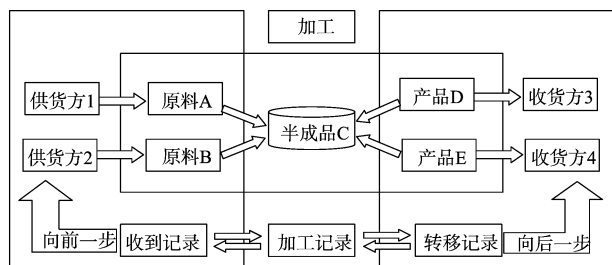 加工
供货方1
原料A
产品D
收货方3
半成品C
供货方2
原料B
产品E
收货方4
向前一步
收到记录
加工记录
转移记录
向后一步